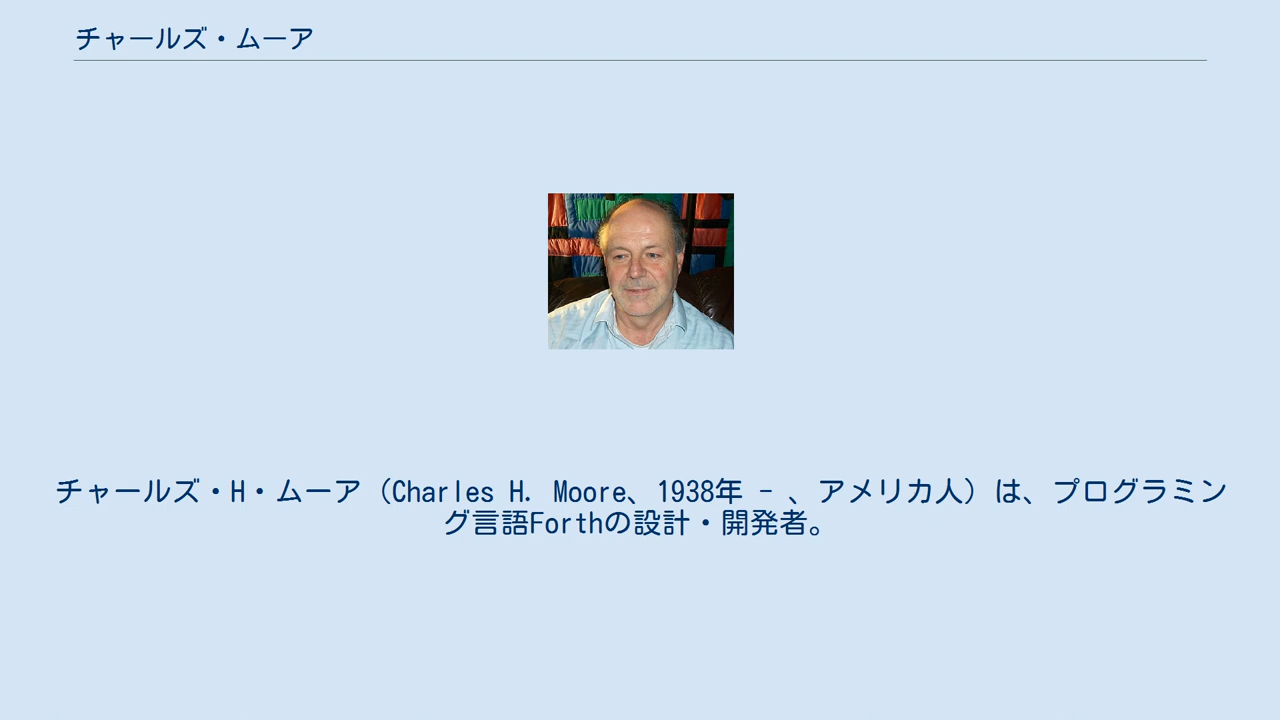 チャールズ・ムーア
チャールズ・H・ムーア（Charles H. Moore、1938年 - 、アメリカ人）は、プログラミン
グ言語Forthの設計・開発者。